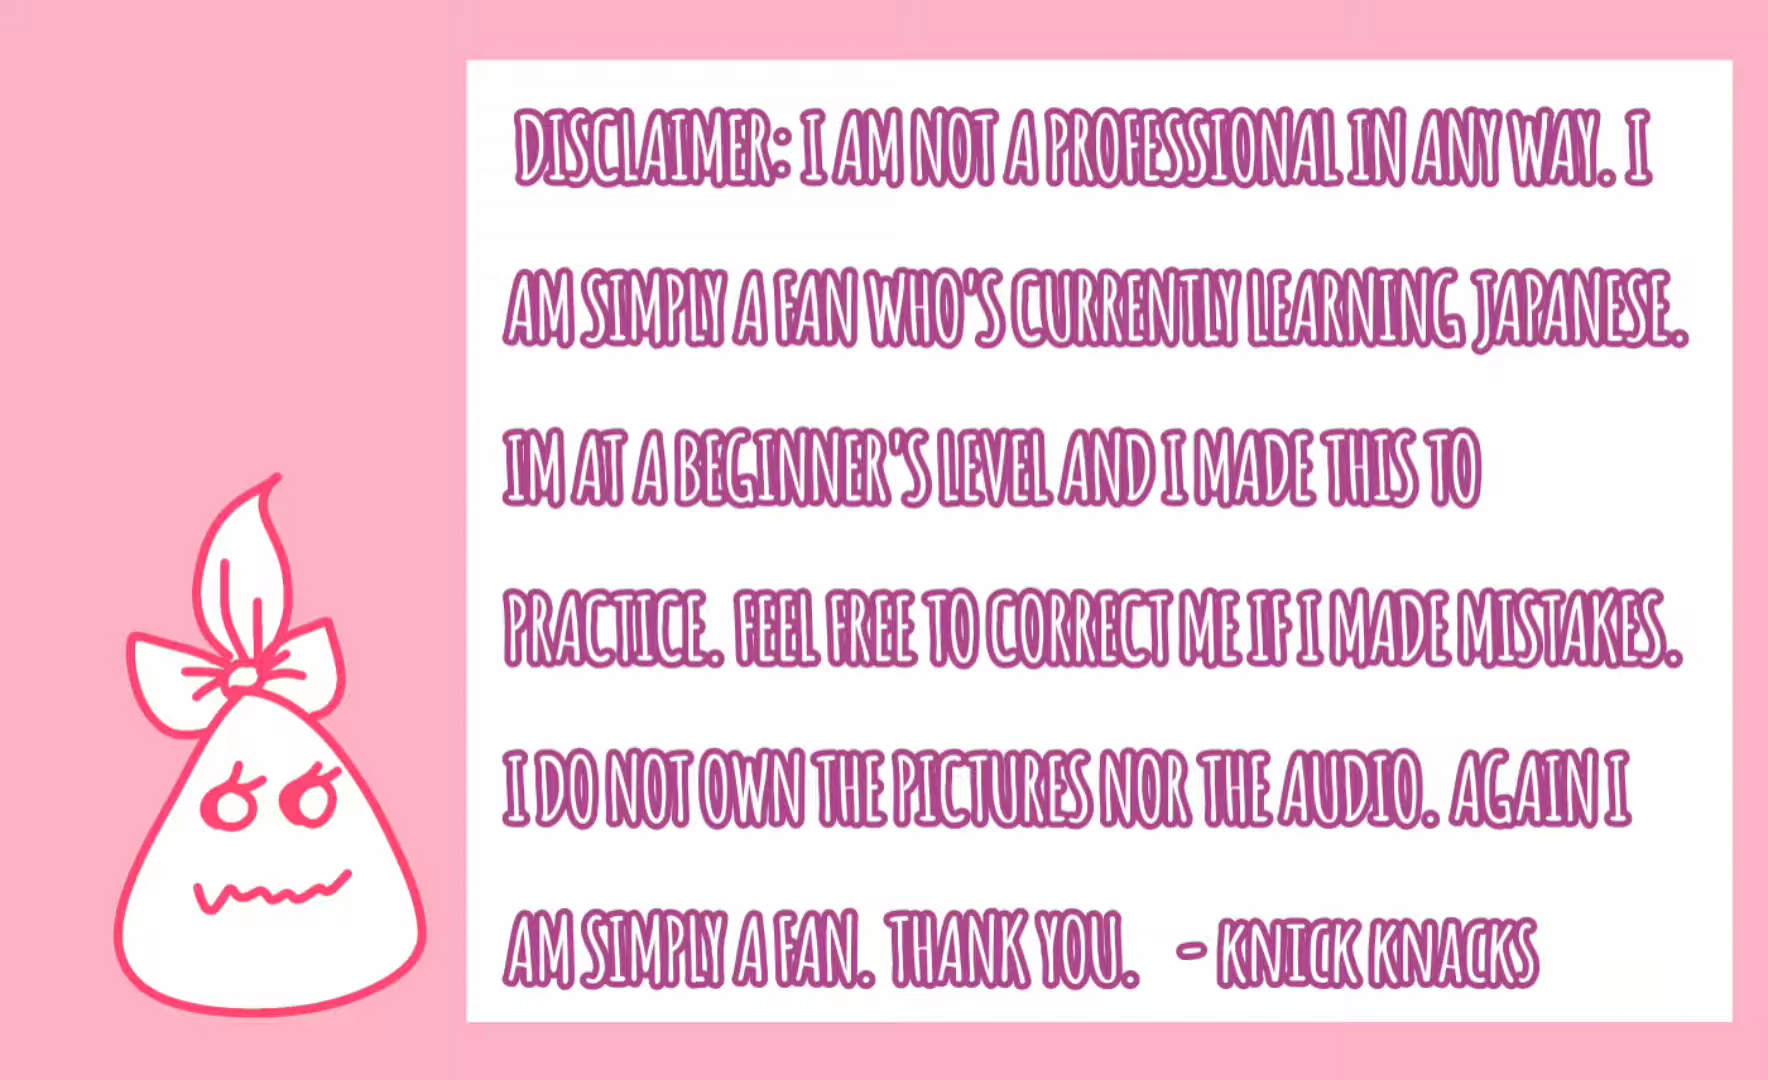 DISCLAIMER: I AM NOT A PROFESSIONAL IN ANY WAY. I
AM SIMPLY A FAN WHO'S CURRENTLY LEARNING JAPANESE.
IM AT A BEGINNER'S LEVEL AND I MADE THIS TO
PRACTICE. FEEL FREE TO CORRECT ME IF I MADE MISTAKES.
I DO NOT OWN THE PICTURES NOR THE AUDIO. AGAIN I
AM SIMPLY A FAN. THANK YOU. - KNICK KNACKS